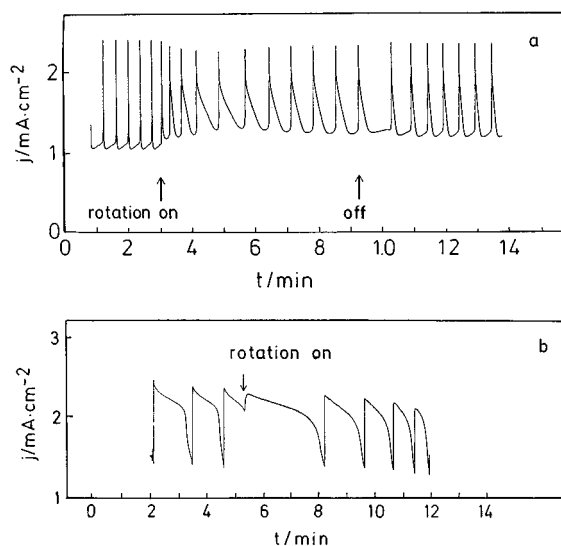 a
j/mA·cm-2
2
1
0
rotation on
off
0 2 4 6 8 1.0 12 14
t/min
b
j/mA·cm-2
3
2
1
rotation on
0 2 4 6 8 10 12 14
t/min